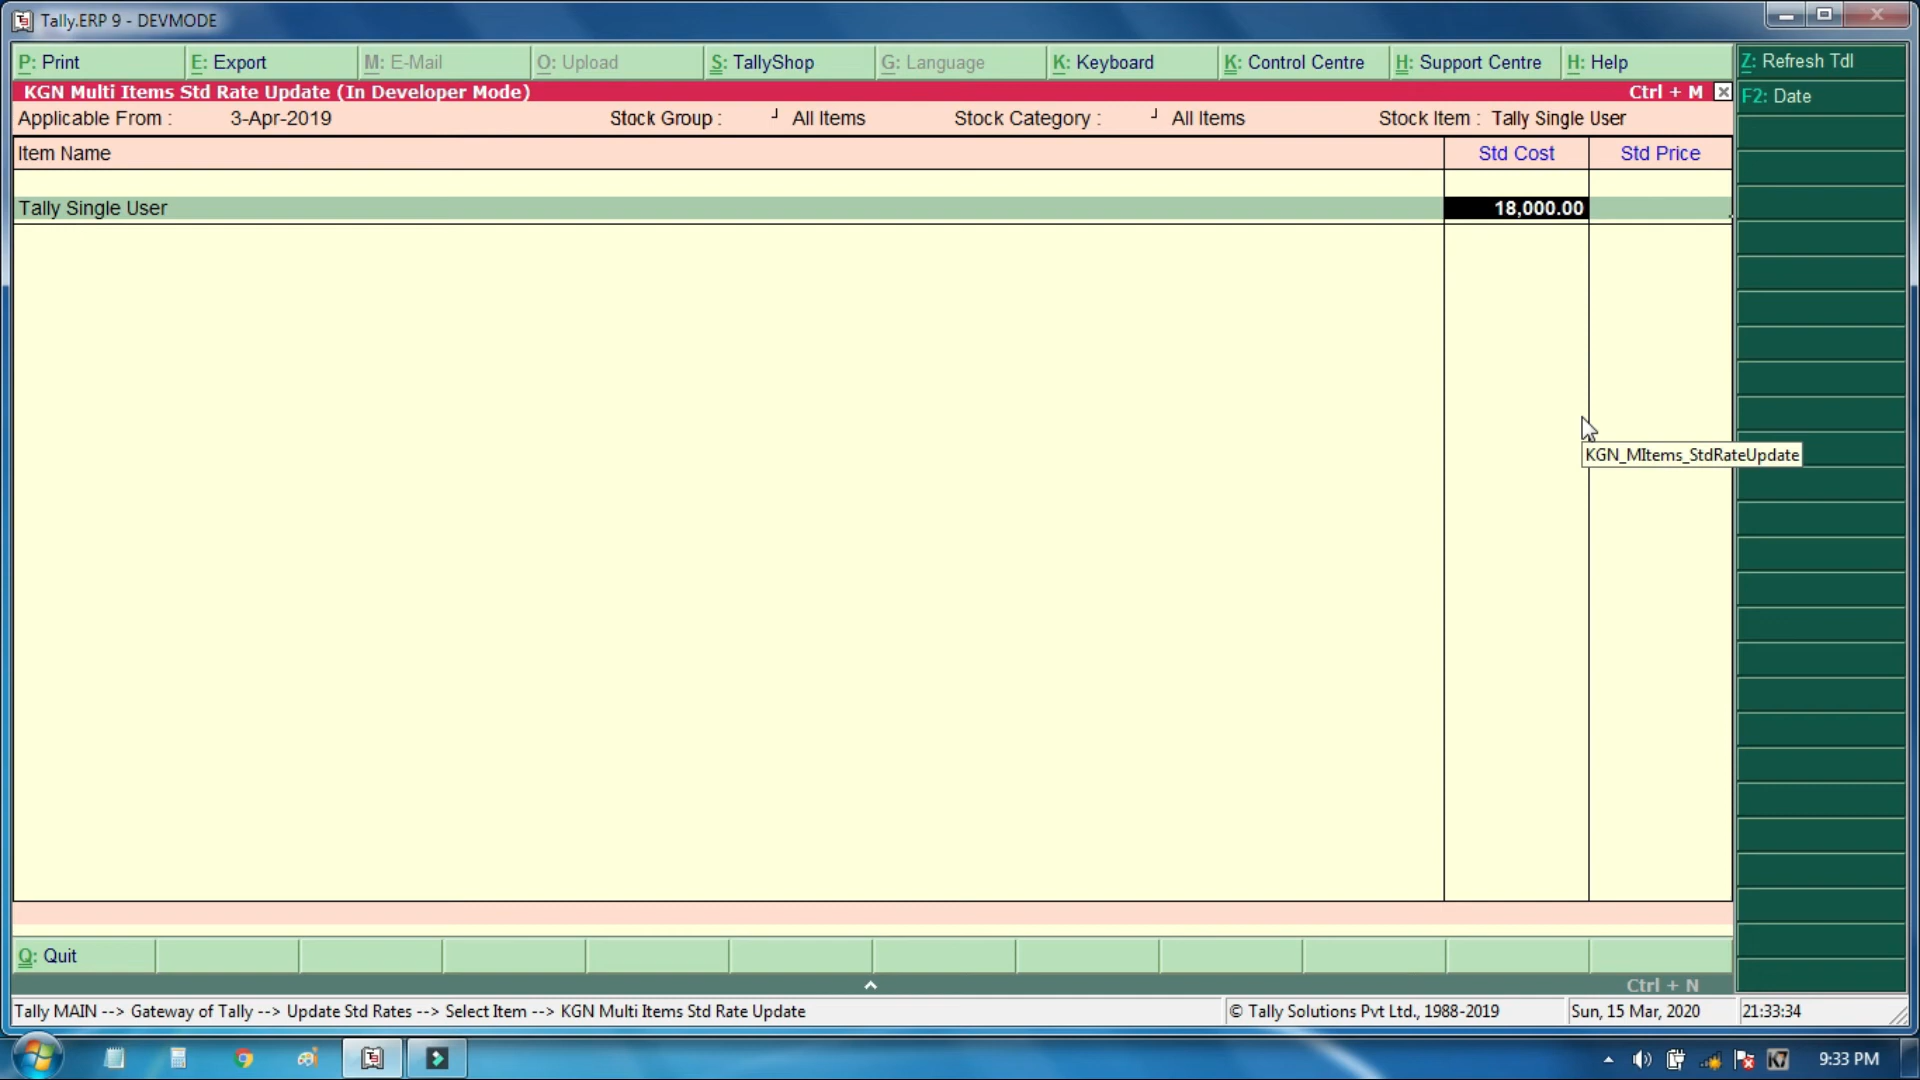 Tally.ERP 9 - DEVMODE
P: Print E: Export M: E-Mail O: Upload S: TallyShop G: Language K: Keyboard K: Control Centre H: Support Centre H: Help
Z: Refresh Tdl
F2: Date
KGN Multi Items Std Rate Update (In Developer Mode) Ctrl + M
Applicable From : 3-Apr-2019 Stock Group : ┘ All Items Stock Category : ┘ All Items Stock Item : Tally Single User
Item Name Std Cost Std Price
Tally Single User 18,000.00
KGN_MItems_StdRateUpdate
Q: Quit
Ctrl + N
Tally MAIN --> Gateway of Tally --> Update Std Rates --> Select Item --> KGN Multi Items Std Rate Update © Tally Solutions Pvt Ltd., 1988-2019 Sun, 15 Mar, 2020 21:33:34
K7 9:33 PM